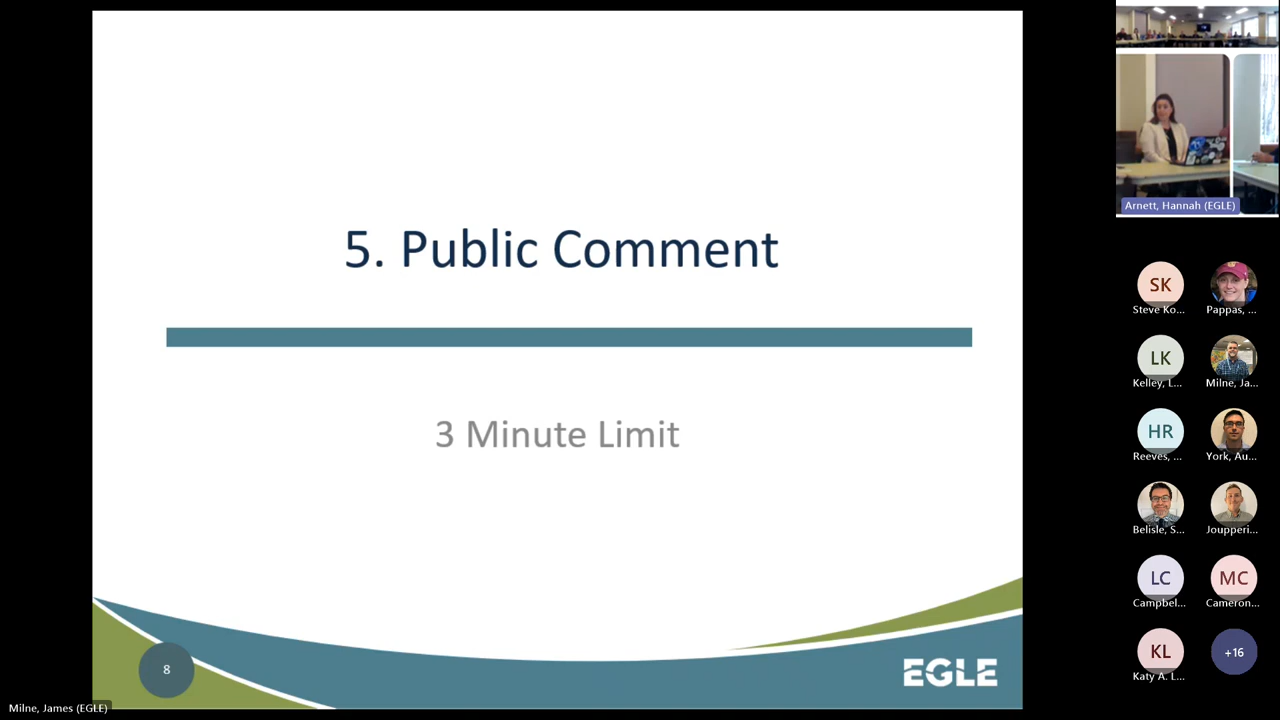 5. Public Comment
3 Minute Limit
8
EGLE
Milne, James (EGLE)
Arnett, Hannah (EGLE)
SK
Steve Ko...
Pappas, ...
LK
Kelley, L...
Milne, Ja...
HR
Reeves, ...
York, Au...
Belisle, S...
Joupperi...
LC
Campbel...
MC
Cameron...
KL
Katy A. L...
+16